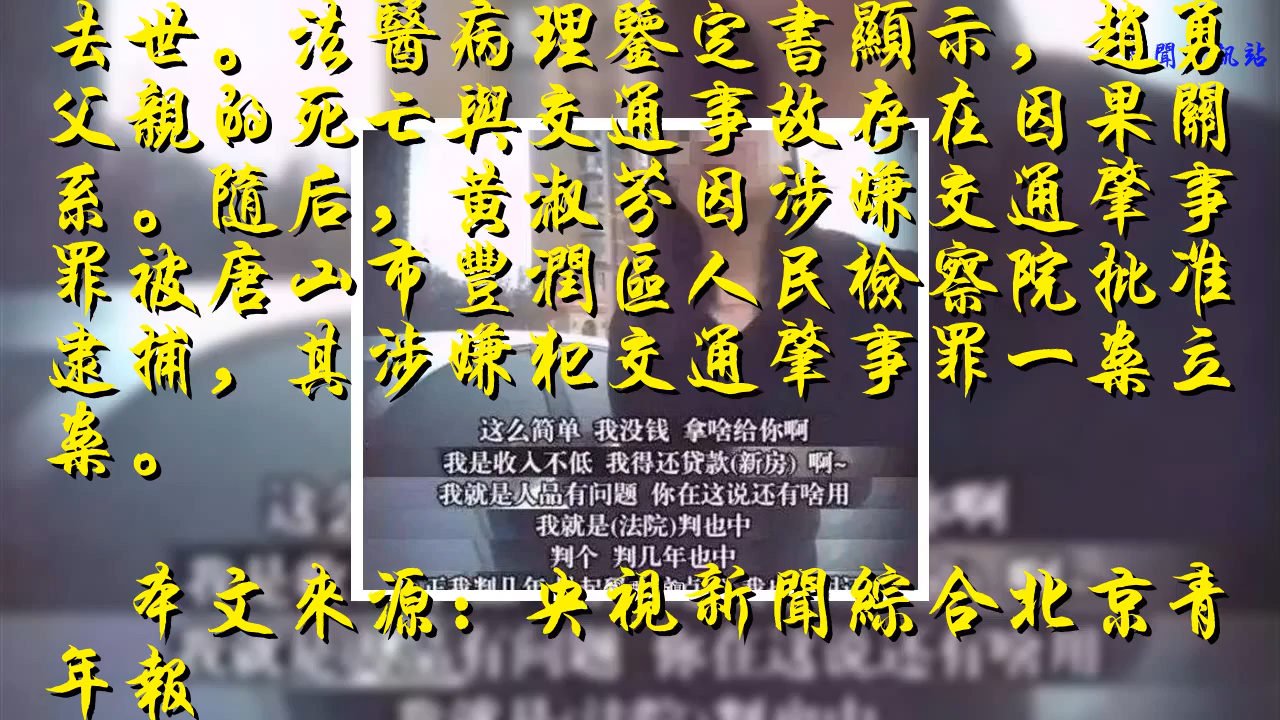 去世。法醫病理鑒定書顯示，趙勇
父親的死亡與交通事故存在因果關
系。隨后，黃淑芬因涉嫌交通肇事
罪被唐山市豐潤區人民檢察院批准
逮捕，其涉嫌犯交通肇事罪一案立
案。
这么简单 我没钱 拿啥给你啊
我是收入不低 我得还贷款(新房) 啊~
我就是人品有问题 你在这说还有啥用
我就是(法院)判也中
判个 判几年也中
本文來源：央視新聞綜合北京青
年報